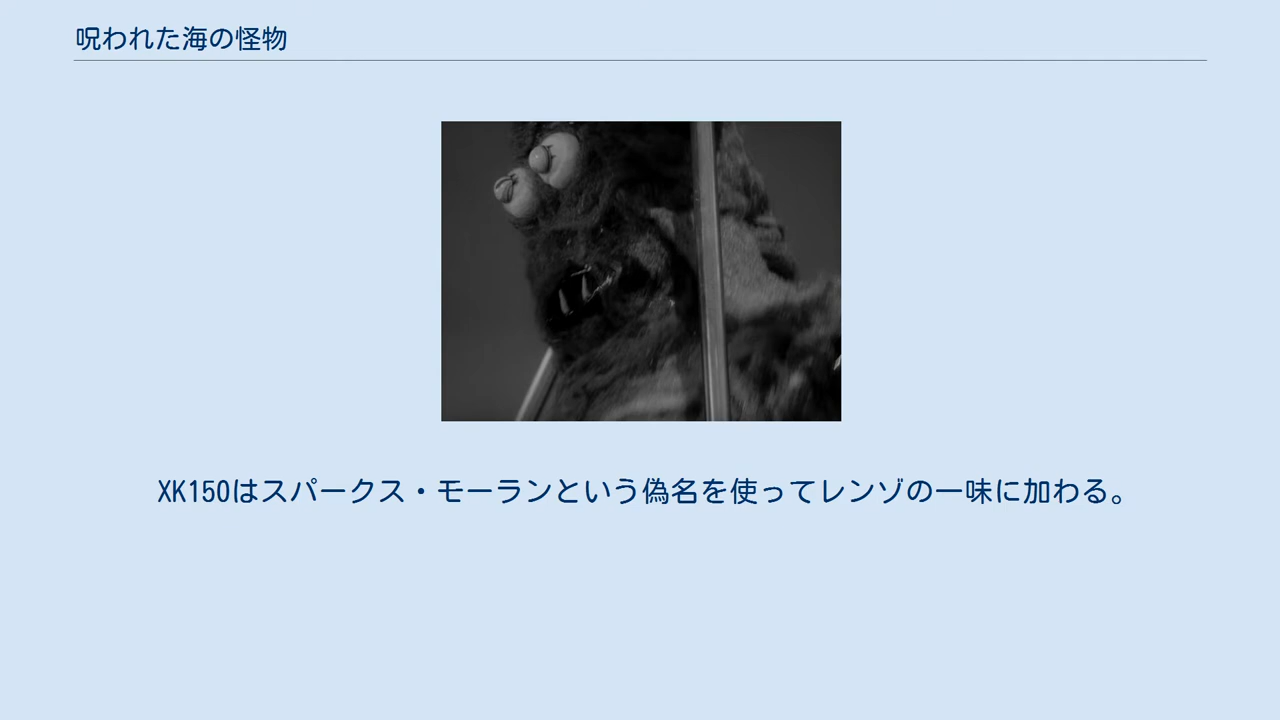 呪われた海の怪物
XK150はスパークス・モーランという偽名を使ってレンゾの一味に加わる。